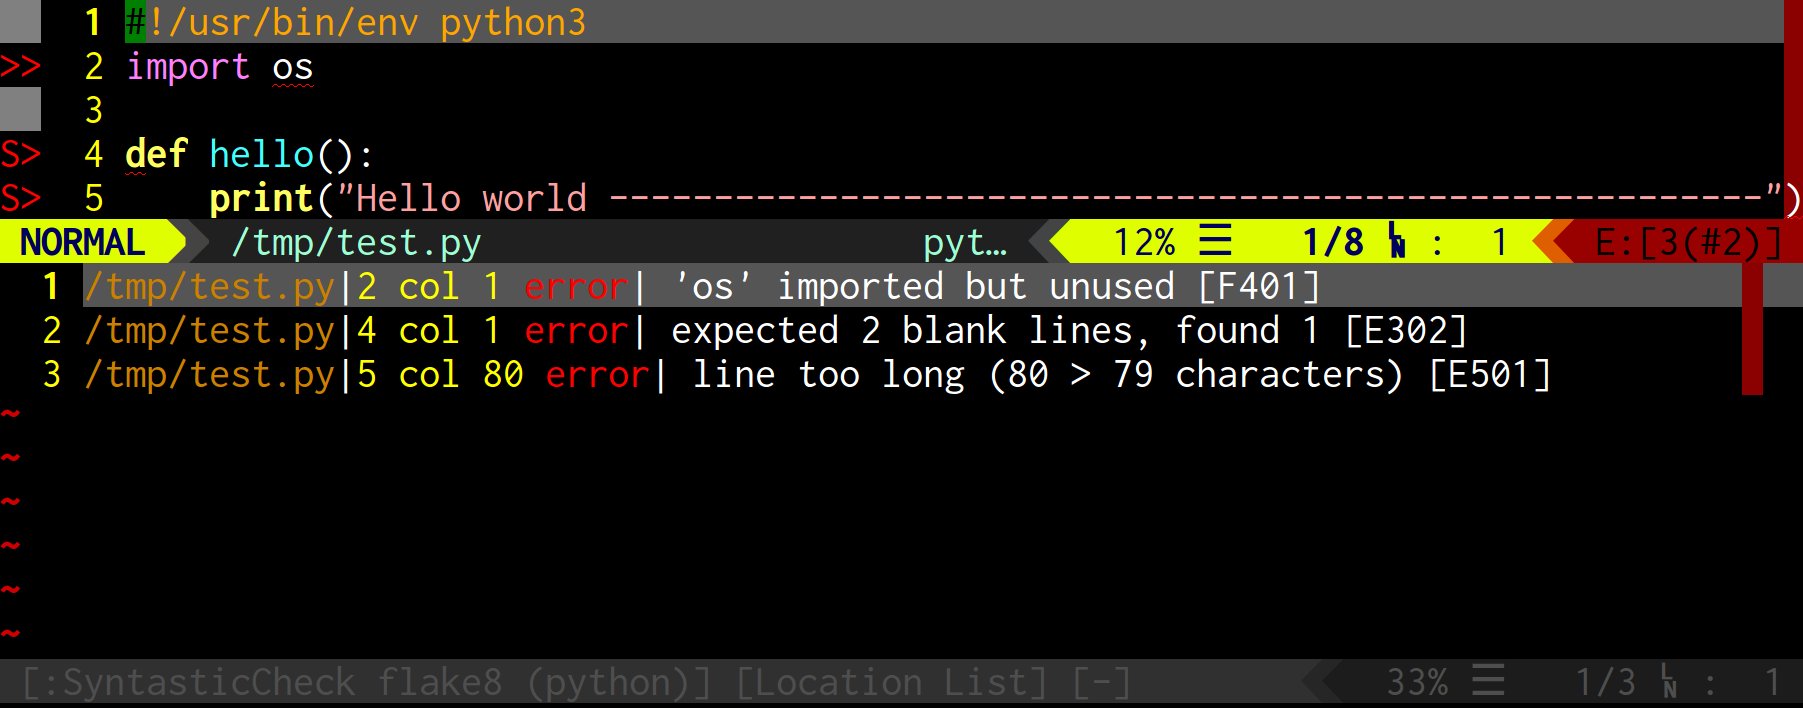 1 #!/usr/bin/env python3
>> 2 import os
3
S> 4 def hello():
S> 5     print("Hello world -------------------------------------------------------")
NORMAL /tmp/test.py pyt… 12% ☰ 1/8 ␤ : 1 E:[3(#2)]
1 /tmp/test.py|2 col 1 error| 'os' imported but unused [F401]
2 /tmp/test.py|4 col 1 error| expected 2 blank lines, found 1 [E302]
3 /tmp/test.py|5 col 80 error| line too long (80 > 79 characters) [E501]
~
~
~
~
~
~
[:SyntasticCheck flake8 (python)] [Location List] [-] 33% ☰ 1/3 ␤ : 1